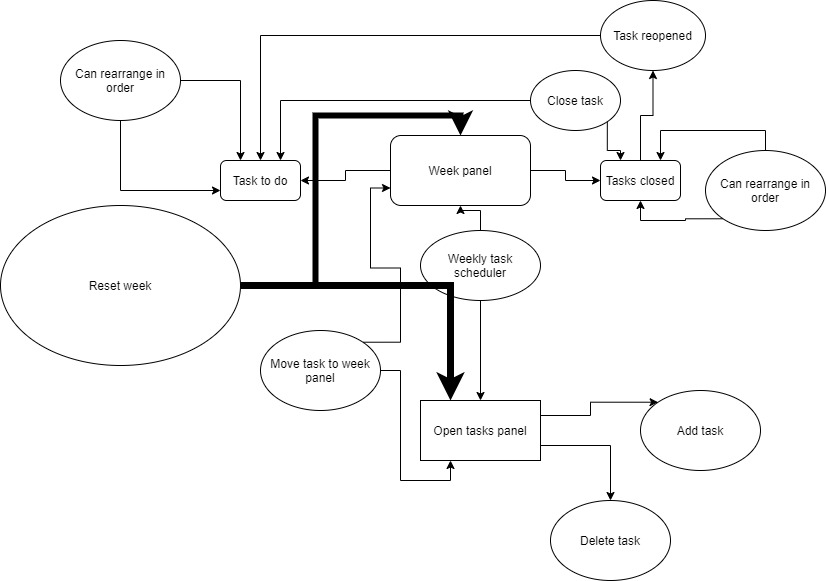 Task reopened
Can rearrange in
order
Close task
Week panel
Task to do
Tasks closed
Can rearrange in
order
Weekly task
scheduler
Reset week
Move task to week
panel
Open tasks panel
Add task
Delete task